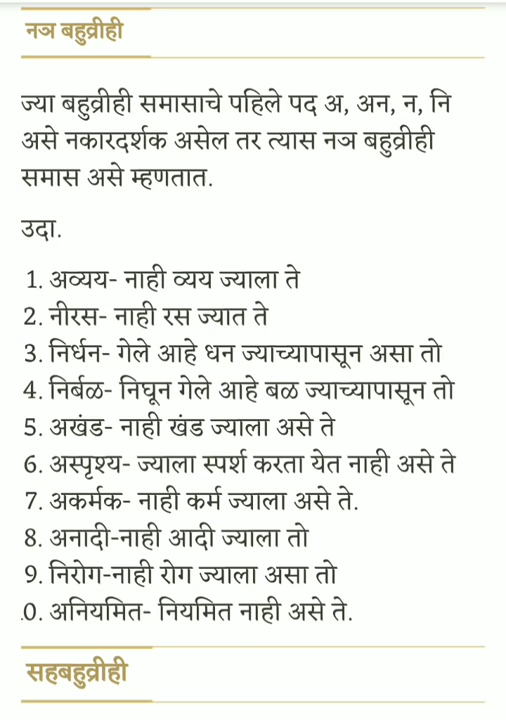 नञ बहुव्रीही
ज्या बहुव्रीही समासाचे पहिले पद अ, अन, न, नि
असे नकारदर्शक असेल तर त्यास नञ बहुव्रीही
समास असे म्हणतात.
उदा.
1. अव्यय- नाही व्यय ज्याला ते
2. नीरस- नाही रस ज्यात ते
3. निर्धन- गेले आहे धन ज्याच्यापासून असा तो
4. निर्बळ- निघून गेले आहे बळ ज्याच्यापासून तो
5. अखंड- नाही खंड ज्याला असे ते
6. अस्पृश्य- ज्याला स्पर्श करता येत नाही असे ते
7. अकर्मक- नाही कर्म ज्याला असे ते.
8. अनादी-नाही आदी ज्याला तो
9. निरोग-नाही रोग ज्याला असा तो
0. अनियमित- नियमित नाही असे ते.
सहबहुव्रीही